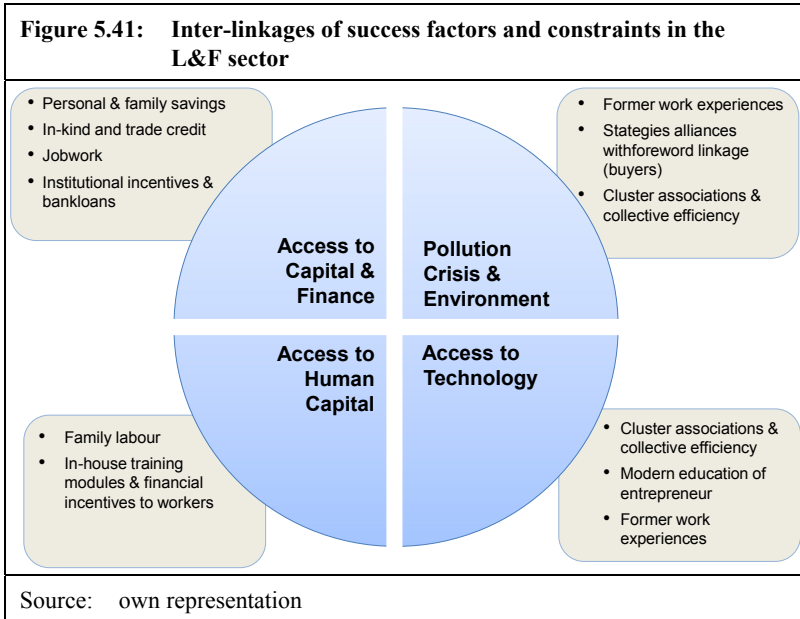 Figure 5.41: Inter-linkages of success factors and constraints in the
L&F sector
• Personal & family savings
• In-kind and trade credit
• Jobwork
• Institutional incentives &
bankloans
• Former work experiences
• Stategies alliances
withforeword linkage
(buyers)
• Cluster associations &
collective efficiency
Access to
Capital &
Finance
Pollution
Crisis &
Environment
Access to
Human
Capital
Access to
Technology
• Family labour
• In-house training
modules & financial
incentives to workers
• Cluster associations &
collective efficiency
• Modern education of
entrepreneur
• Former work
experiences
Source: own representation